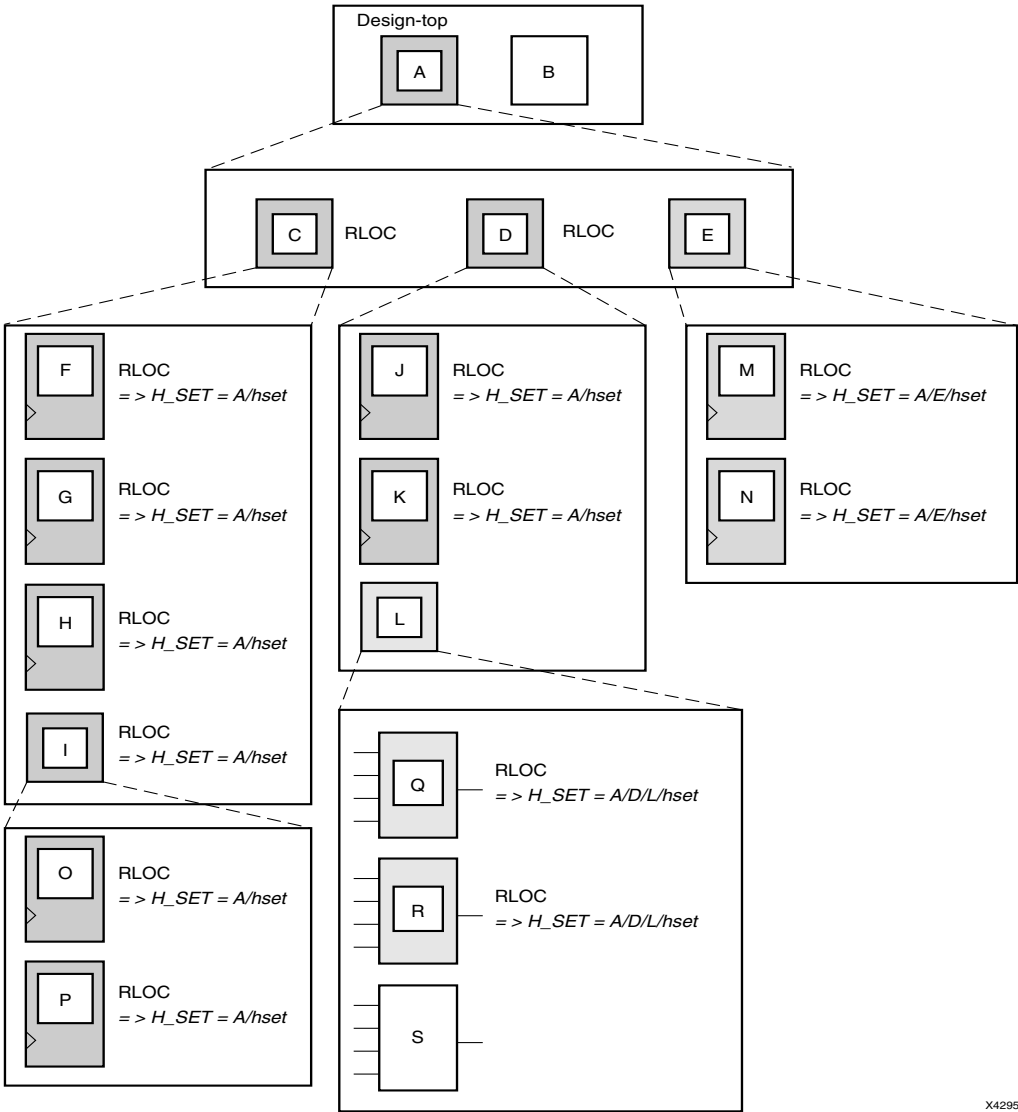 Design-top
A
B
C
RLOC
D
RLOC
E
F
RLOC
= > H_SET = A/hset
G
RLOC
= > H_SET = A/hset
H
RLOC
= > H_SET = A/hset
I
RLOC
= > H_SET = A/hset
O
RLOC
= > H_SET = A/hset
P
RLOC
= > H_SET = A/hset
J
RLOC
= > H_SET = A/hset
K
RLOC
= > H_SET = A/hset
L
Q
RLOC
= > H_SET = A/D/L/hset
R
RLOC
= > H_SET = A/D/L/hset
S
M
RLOC
= > H_SET = A/E/hset
N
RLOC
= > H_SET = A/E/hset
X4295